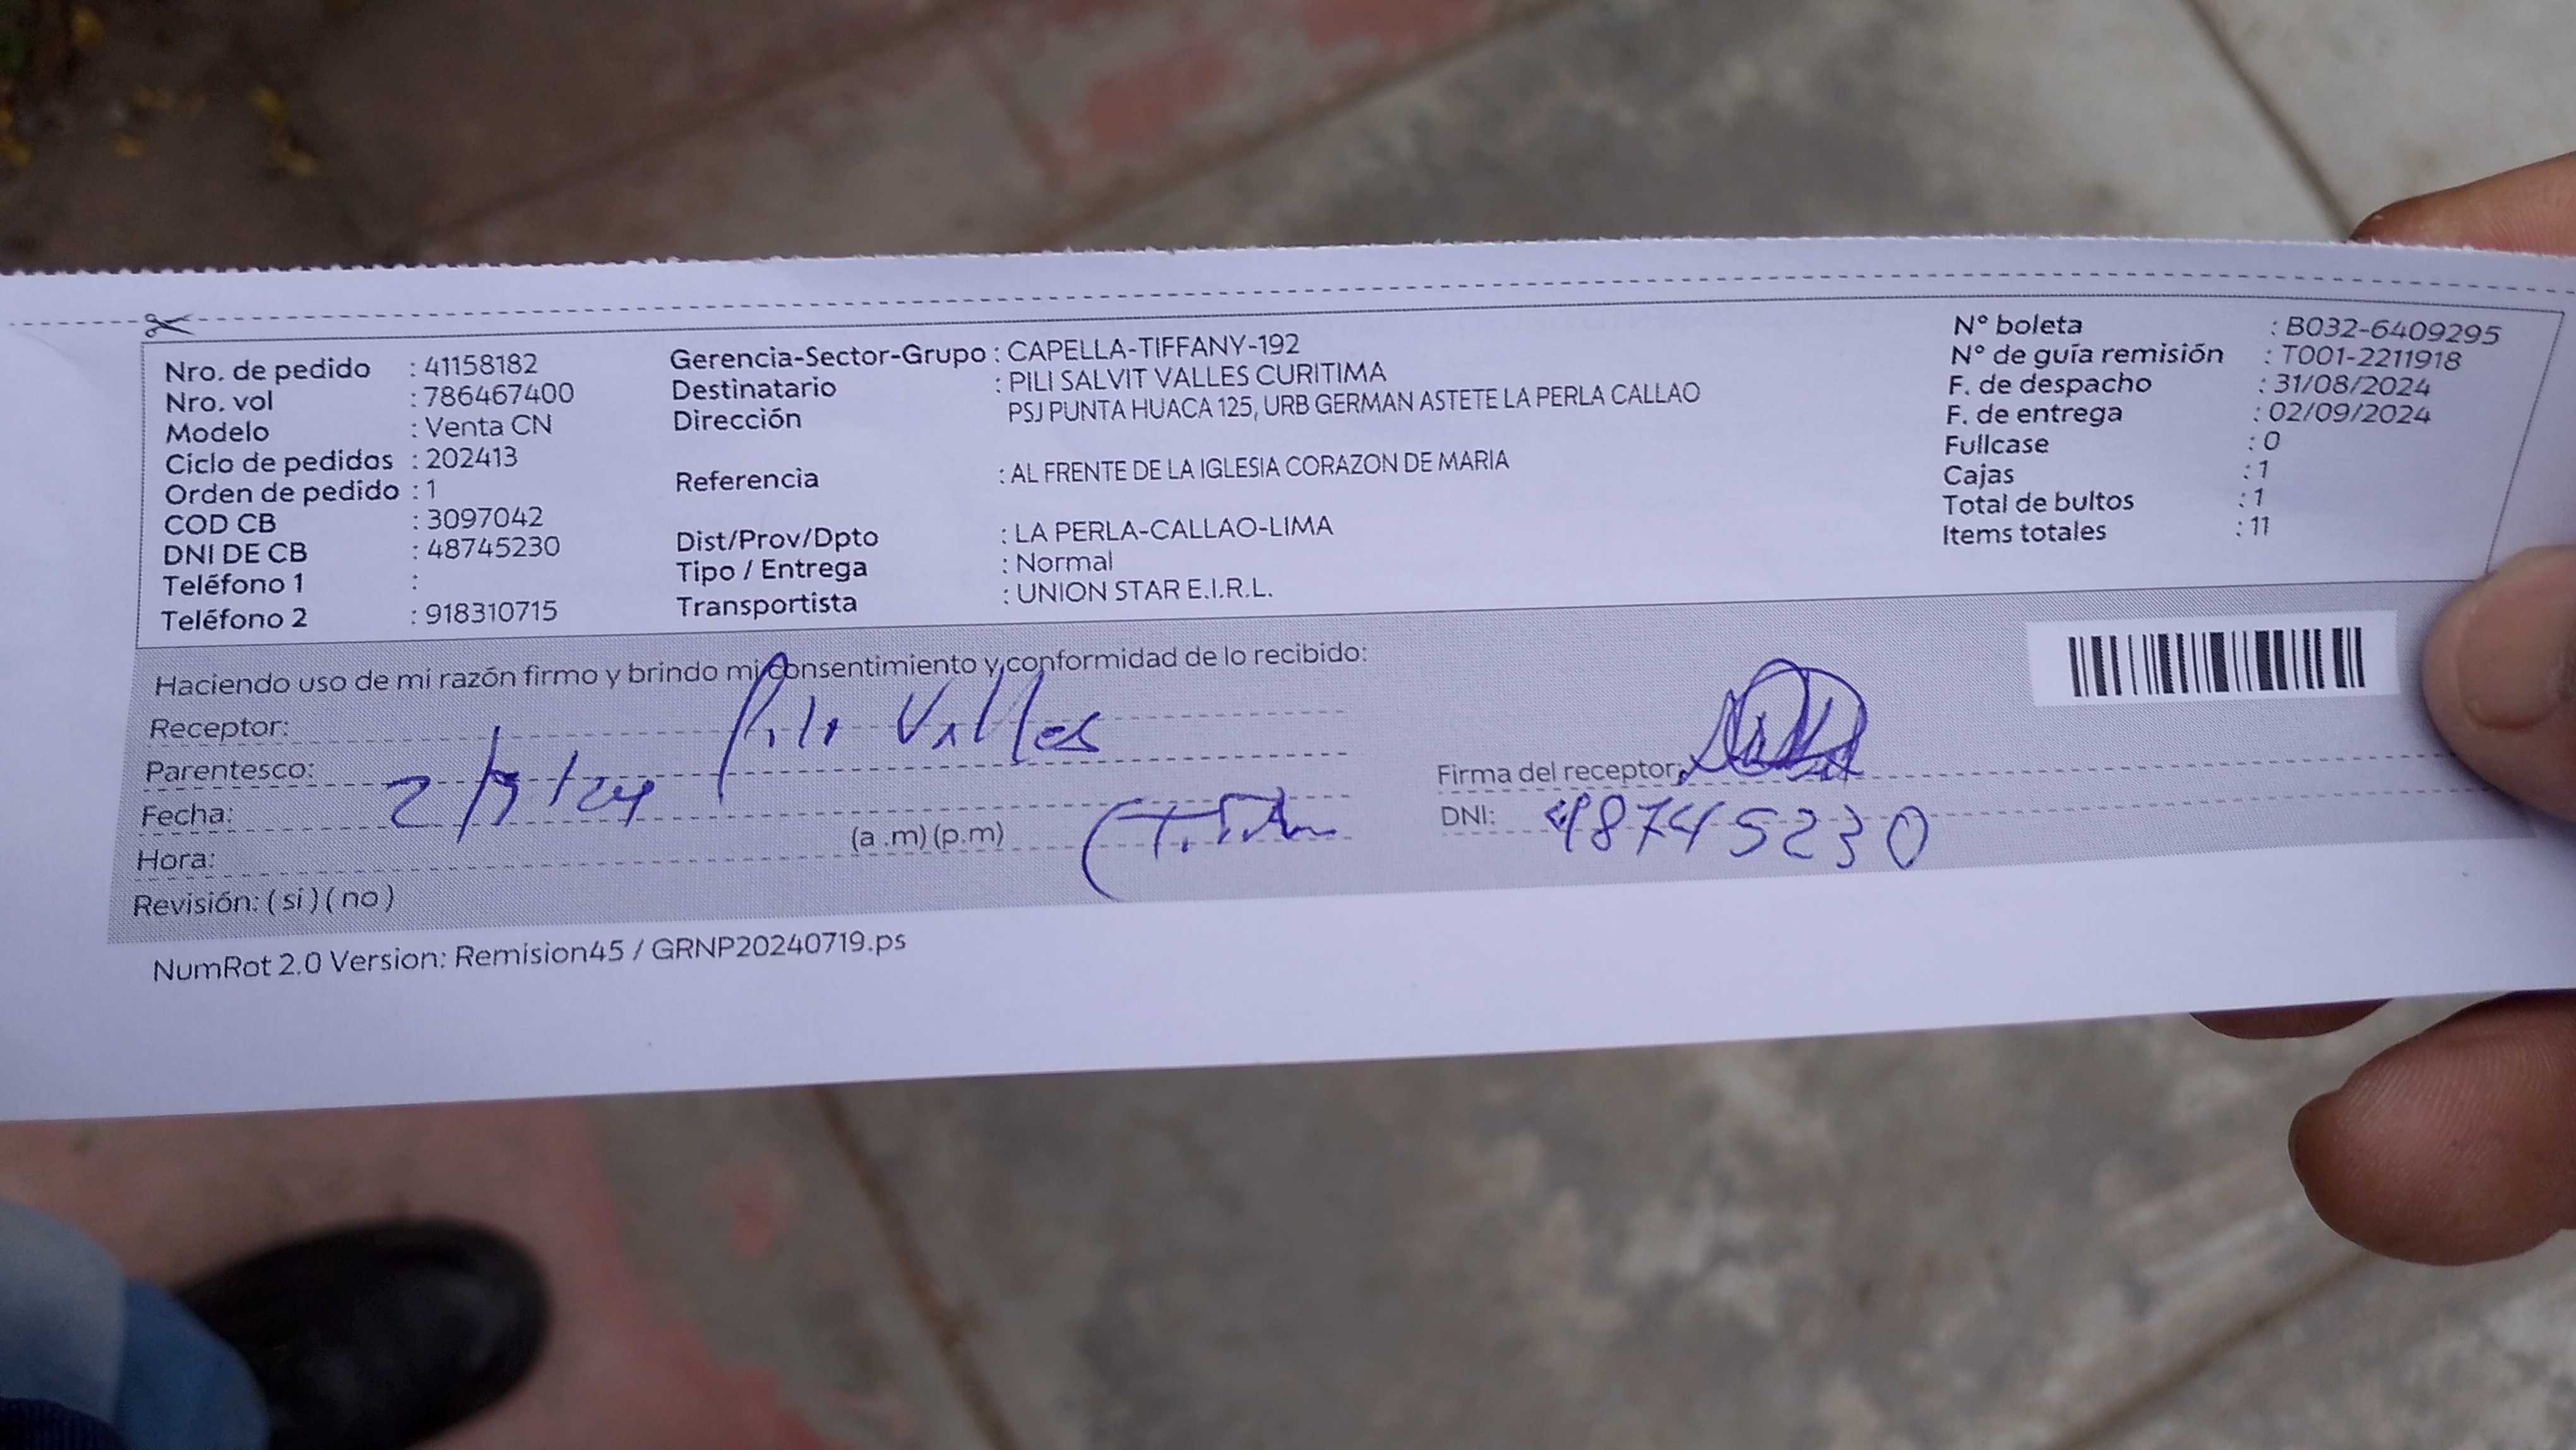 Nro. de pedido : 41158182
Nro. vol : 786467400
Modelo : Venta CN
Ciclo de pedidos : 202413
Orden de pedido : 1
COD CB : 3097042
DNI DE CB : 48745230
Teléfono 1 :
Teléfono 2 : 918310715
Gerencia-Sector-Grupo : CAPELLA-TIFFANY-192
Destinatario : PILI SALVIT VALLES CURITIMA
Dirección PSJ PUNTA HUACA 125, URB GERMAN ASTETE LA PERLA CALLAO
Referencia : AL FRENTE DE LA IGLESIA CORAZON DE MARIA
Dist/Prov/Dpto : LA PERLA-CALLAO-LIMA
Tipo / Entrega : Normal
Transportista : UNION STAR E.I.R.L.
N° boleta : B032-6409295
N° de guía remisión : T001-2211918
F. de despacho : 31/08/2024
F. de entrega : 02/09/2024
Fullcase : 0
Cajas : 1
Total de bultos : 1
Items totales : 11
Haciendo uso de mi razón firmo y brindo mi consentimiento y conformidad de lo recibido:
Receptor: Pili Valles
Parentesco:
Fecha: 2/9/24
Hora: (a .m) (p.m)
Revisión: ( si ) ( no )
Firma del receptor:
DNI: 48745230
NumRot 2.0 Version: Remision45 / GRNP20240719.ps